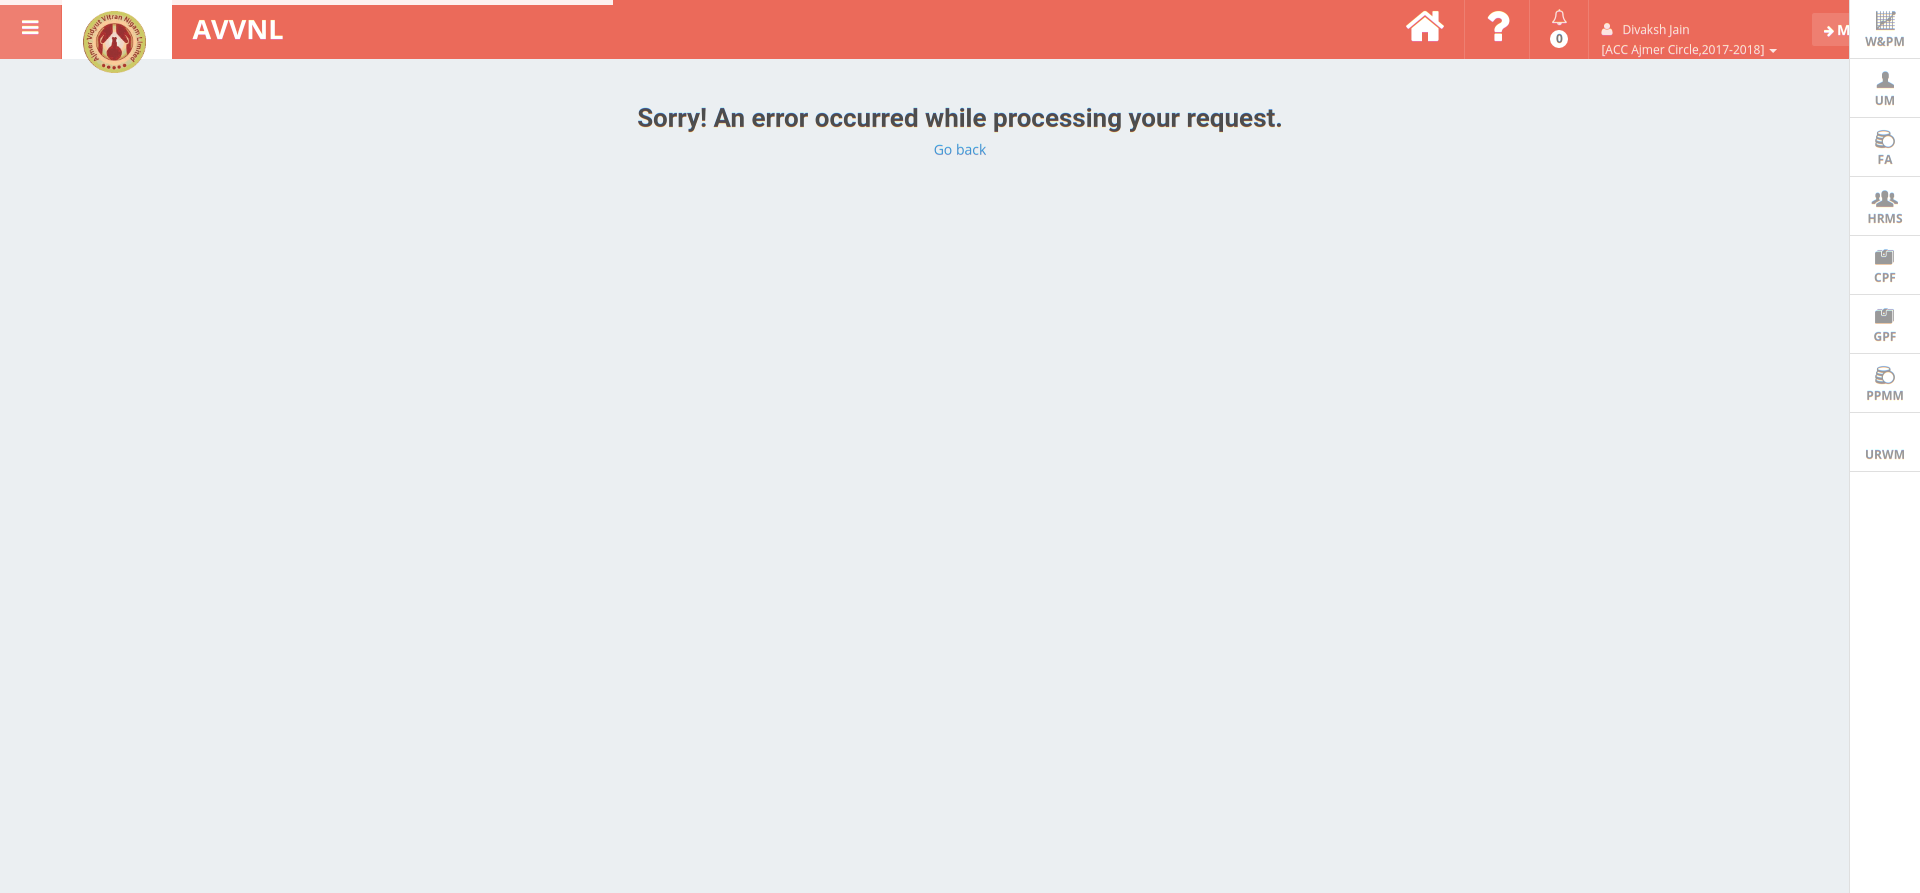 Ajmer Vidyut Vitran Nigam Limited
AVVNL
0
Divaksh Jain
[ACC Ajmer Circle,2017-2018]
M
W&PM
UM
FA
HRMS
CPF
GPF
PPMM
URWM
Sorry! An error occurred while processing your request.
Go back